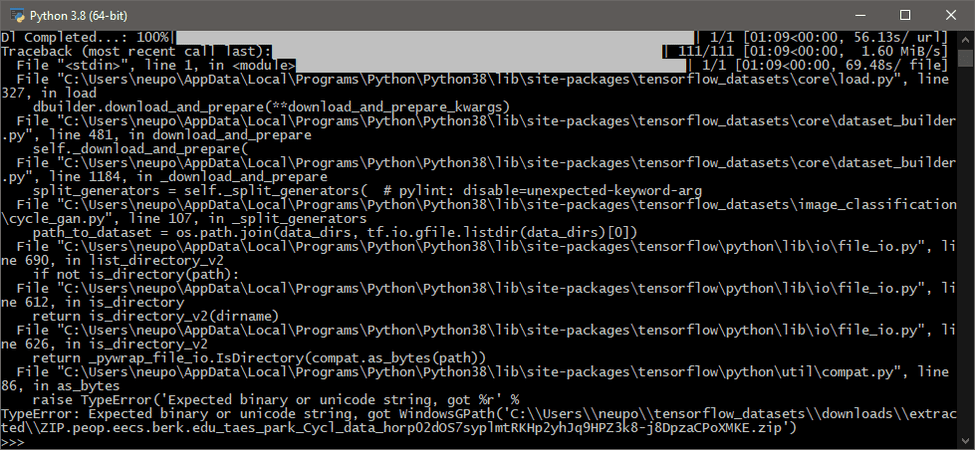 Python 3.8 (64-bit)
Dl Completed...: 100%| | 1/1 [01:09<00:00, 56.13s/ url]
Traceback (most recent call last): | 111/111 [01:09<00:00, 1.60 MiB/s]
File "<stdin>", line 1, in <module> | 1/1 [01:09<00:00, 69.48s/ file]
File "C:\Users\neupo\AppData\Local\Programs\Python\Python38\lib\site-packages\tensorflow_datasets\core\load.py", line
327, in load
dbuilder.download_and_prepare(**download_and_prepare_kwargs)
File "C:\Users\neupo\AppData\Local\Programs\Python\Python38\lib\site-packages\tensorflow_datasets\core\dataset_builder
.py", line 481, in download_and_prepare
self._download_and_prepare(
File "C:\Users\neupo\AppData\Local\Programs\Python\Python38\lib\site-packages\tensorflow_datasets\core\dataset_builder
.py", line 1184, in _download_and_prepare
split_generators = self._split_generators( # pylint: disable=unexpected-keyword-arg
File "C:\Users\neupo\AppData\Local\Programs\Python\Python38\lib\site-packages\tensorflow_datasets\image_classification
\cycle_gan.py", line 107, in _split_generators
path_to_dataset = os.path.join(data_dirs, tf.io.gfile.listdir(data_dirs)[0])
File "C:\Users\neupo\AppData\Local\Programs\Python\Python38\lib\site-packages\tensorflow\python\lib\io\file_io.py", li
ne 690, in list_directory_v2
if not is_directory(path):
File "C:\Users\neupo\AppData\Local\Programs\Python\Python38\lib\site-packages\tensorflow\python\lib\io\file_io.py", li
ne 612, in is_directory
return is_directory_v2(dirname)
File "C:\Users\neupo\AppData\Local\Programs\Python\Python38\lib\site-packages\tensorflow\python\lib\io\file_io.py", li
ne 626, in is_directory_v2
return _pywrap_file_io.IsDirectory(compat.as_bytes(path))
File "C:\Users\neupo\AppData\Local\Programs\Python\Python38\lib\site-packages\tensorflow\python\util\compat.py", line
86, in as_bytes
raise TypeError('Expected binary or unicode string, got %r' %
TypeError: Expected binary or unicode string, got WindowsGPath('C:\\Users\\neupo\\tensorflow_datasets\\downloads\\extrac
ted\\ZIP.peop.eecs.berk.edu_taes_park_Cycl_data_horpO2dOS7syplmtRKHp2yhJq9HPZ3k8-j8DpzaCPoXMKE.zip')
>>>